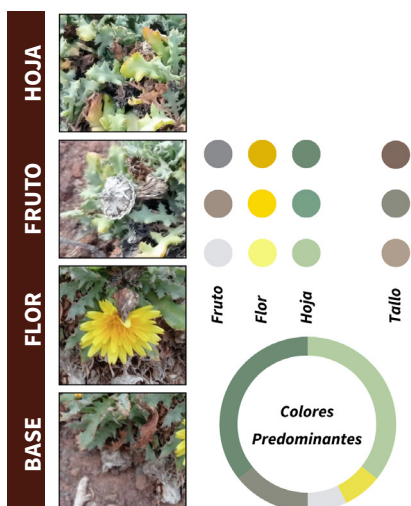 HOJA
FRUTO
FLOR
BASE
Fruto
Flor
Hoja
Tallo
Colores
Predominantes